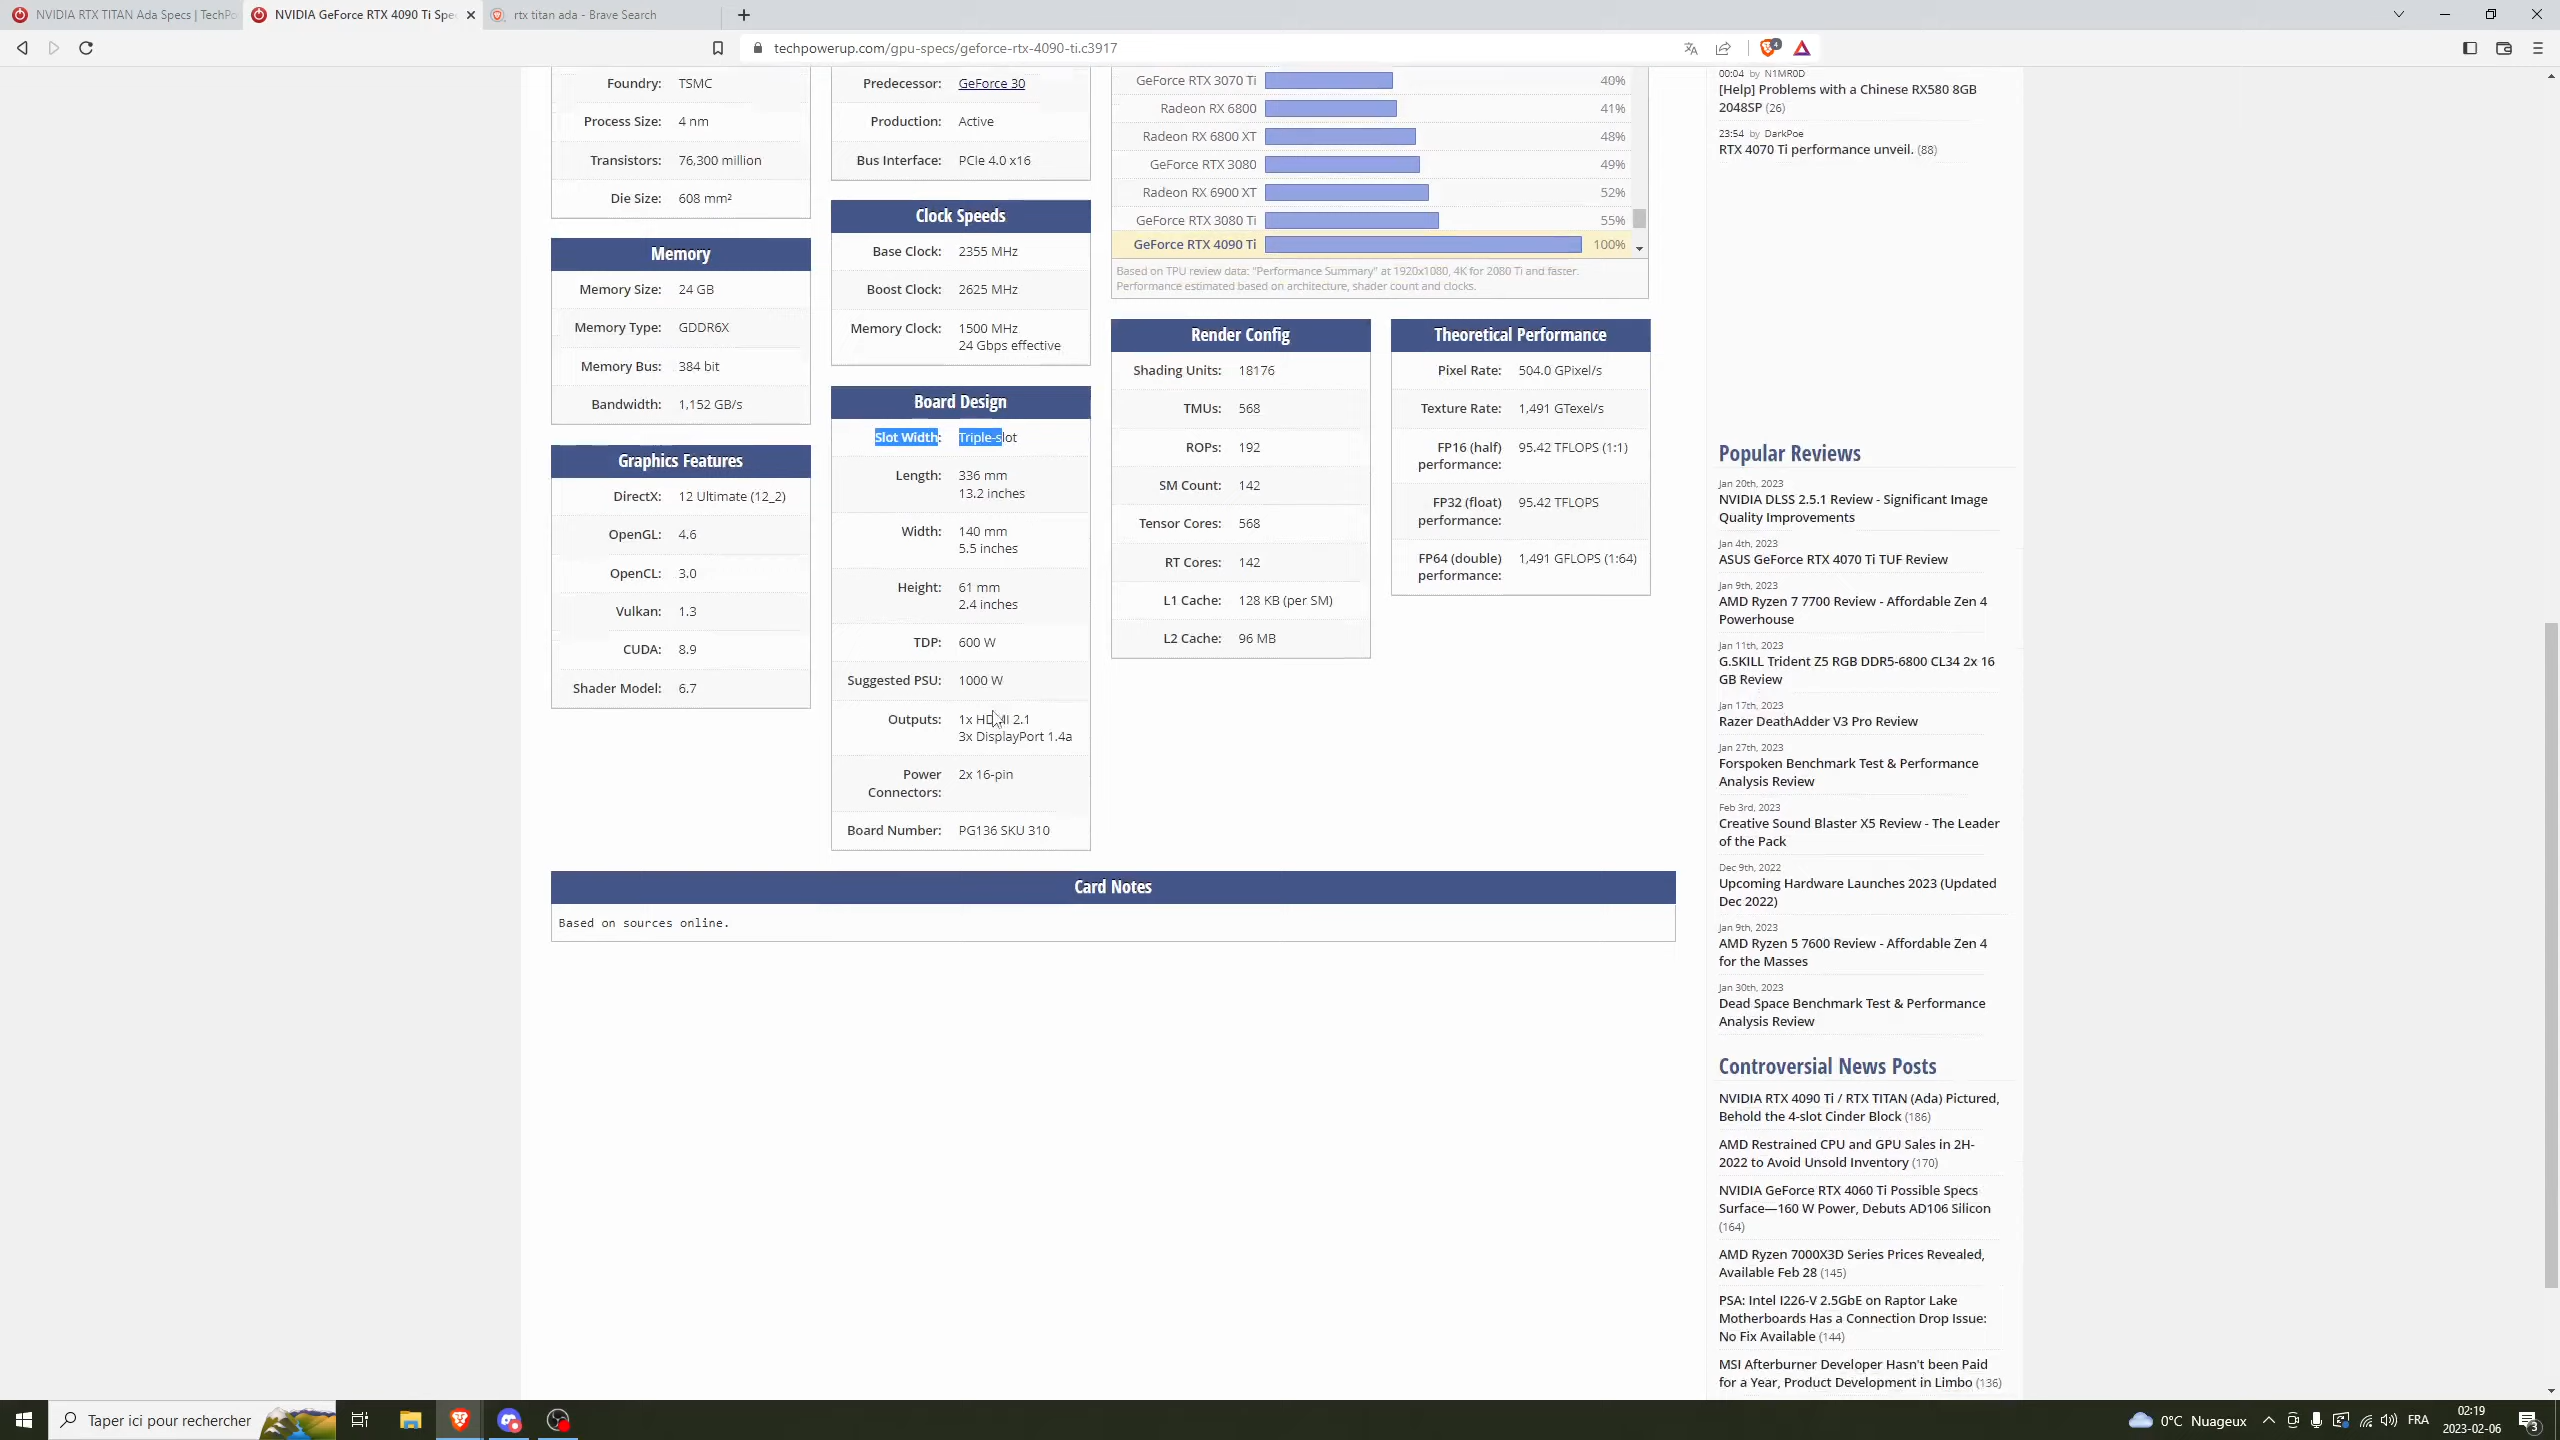 NVIDIA RTX TITAN Ada Specs | TechPo
NVIDIA GeForce RTX 4090 Ti Spe
rtx titan ada - Brave Search
techpowerup.com/gpu-specs/geforce-rtx-4090-ti.c3917
Foundry: TSMC
Process Size: 4 nm
Transistors: 76,300 million
Die Size: 608 mm²
Memory
Memory Size: 24 GB
Memory Type: GDDR6X
Memory Bus: 384 bit
Bandwidth: 1,152 GB/s
Graphics Features
DirectX: 12 Ultimate (12_2)
OpenGL: 4.6
OpenCL: 3.0
Vulkan: 1.3
CUDA: 8.9
Shader Model: 6.7
Predecessor: GeForce 30
Production: Active
Bus Interface: PCIe 4.0 x16
Clock Speeds
Base Clock: 2355 MHz
Boost Clock: 2625 MHz
Memory Clock: 1500 MHz
24 Gbps effective
Board Design
Slot Width: Triple-slot
Length: 336 mm
13.2 inches
Width: 140 mm
5.5 inches
Height: 61 mm
2.4 inches
TDP: 600 W
Suggested PSU: 1000 W
Outputs: 1x HDMI 2.1
3x DisplayPort 1.4a
Power 2x 16-pin
Connectors:
Board Number: PG136 SKU 310
GeForce RTX 3070 Ti 40%
Radeon RX 6800 41%
Radeon RX 6800 XT 48%
GeForce RTX 3080 49%
Radeon RX 6900 XT 52%
GeForce RTX 3080 Ti 55%
GeForce RTX 4090 Ti 100%
Based on TPU review data: "Performance Summary" at 1920x1080, 4K for 2080 Ti and faster.
Performance estimated based on architecture, shader count and clocks.
Render Config
Shading Units: 18176
TMUs: 568
ROPs: 192
SM Count: 142
Tensor Cores: 568
RT Cores: 142
L1 Cache: 128 KB (per SM)
L2 Cache: 96 MB
Theoretical Performance
Pixel Rate: 504.0 GPixel/s
Texture Rate: 1,491 GTexel/s
FP16 (half) 95.42 TFLOPS (1:1)
performance:
FP32 (float) 95.42 TFLOPS
performance:
FP64 (double) 1,491 GFLOPS (1:64)
performance:
Card Notes
Based on sources online.
00:04 by N1MR0D
[Help] Problems with a Chinese RX580 8GB
2048SP (26)
23:54 by DarkPoe
RTX 4070 Ti performance unveil. (88)
Popular Reviews
Jan 20th, 2023
NVIDIA DLSS 2.5.1 Review - Significant Image
Quality Improvements
Jan 4th, 2023
ASUS GeForce RTX 4070 Ti TUF Review
Jan 9th, 2023
AMD Ryzen 7 7700 Review - Affordable Zen 4
Powerhouse
Jan 11th, 2023
G.SKILL Trident Z5 RGB DDR5-6800 CL34 2x 16
GB Review
Jan 17th, 2023
Razer DeathAdder V3 Pro Review
Jan 27th, 2023
Forspoken Benchmark Test & Performance
Analysis Review
Feb 3rd, 2023
Creative Sound Blaster X5 Review - The Leader
of the Pack
Dec 9th, 2022
Upcoming Hardware Launches 2023 (Updated
Dec 2022)
Jan 9th, 2023
AMD Ryzen 5 7600 Review - Affordable Zen 4
for the Masses
Jan 30th, 2023
Dead Space Benchmark Test & Performance
Analysis Review
Controversial News Posts
NVIDIA RTX 4090 Ti / RTX TITAN (Ada) Pictured,
Behold the 4-slot Cinder Block (186)
AMD Restrained CPU and GPU Sales in 2H-
2022 to Avoid Unsold Inventory (170)
NVIDIA GeForce RTX 4060 Ti Possible Specs
Surface—160 W Power, Debuts AD106 Silicon
(164)
AMD Ryzen 7000X3D Series Prices Revealed,
Available Feb 28 (145)
PSA: Intel I226-V 2.5GbE on Raptor Lake
Motherboards Has a Connection Drop Issue:
No Fix Available (144)
MSI Afterburner Developer Hasn't been Paid
for a Year, Product Development in Limbo (136)
Taper ici pour rechercher
0°C Nuageux
FRA
02:19
2023-02-06
3